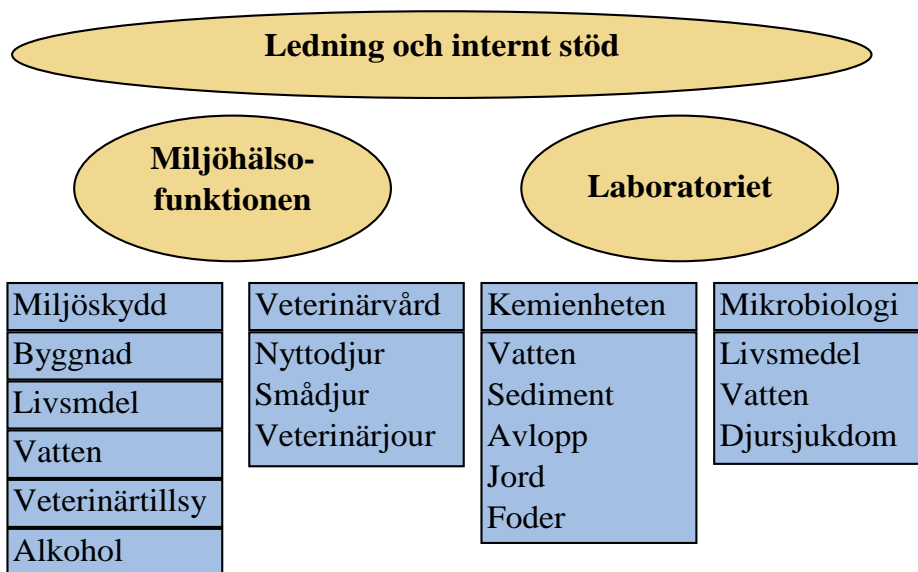 Ledning och internt stöd
Miljöhälso-
funktionen
Laboratoriet
Miljöskydd
Byggnad
Livsmdel
Vatten
Veterinärtillsy
Alkohol
Veterinärvård
Nyttodjur
Smådjur
Veterinärjour
Kemienheten
Vatten
Sediment
Avlopp
Jord
Foder
Mikrobiologi
Livsmedel
Vatten
Djursjukdom